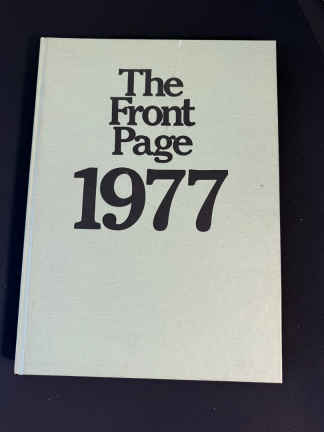 The
Front
Page
1977